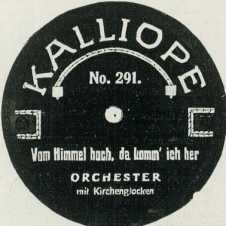 KALLIOPE
No. 291.
Vom Himmel hoch, da komm' ich her
ORCHESTER
mit Kirchenglocken